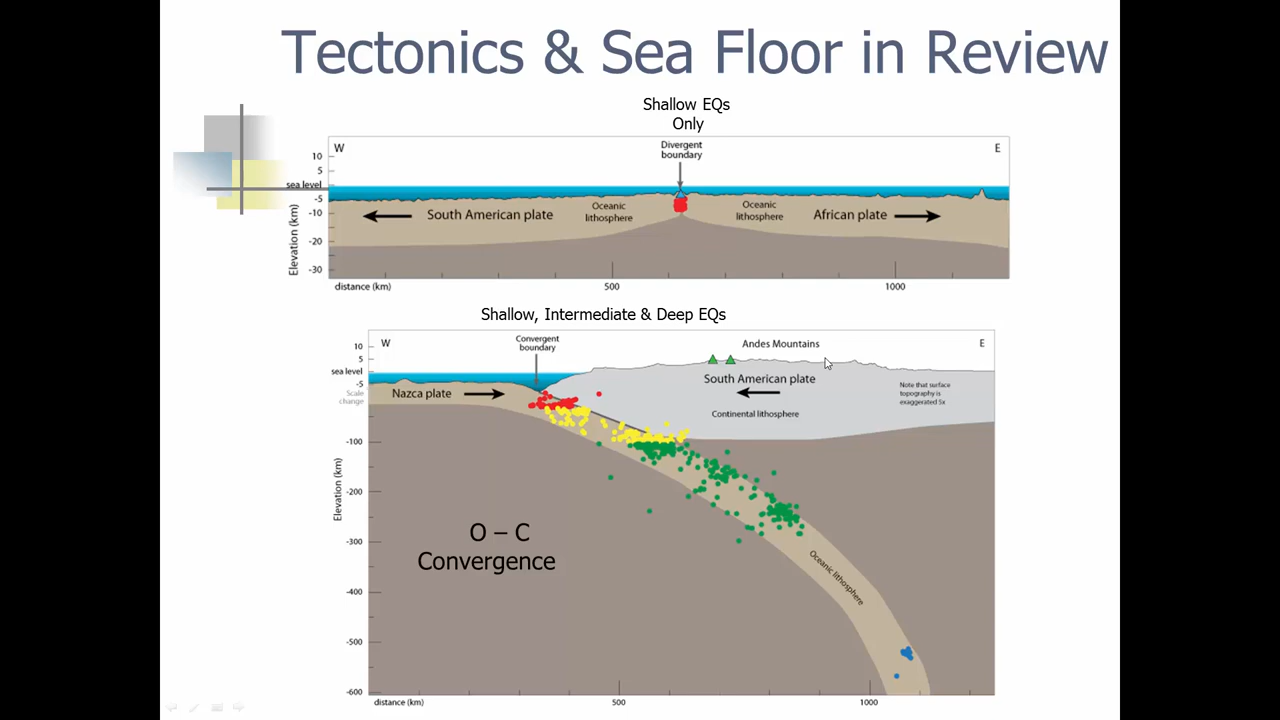 Tectonics & Sea Floor in Review
Shallow EQs
Only
W
Divergent
boundary
E
10
5
sea level
-5
-10
-20
-30
Elevation (km)
South American plate
Oceanic
lithosphere
Oceanic
lithosphere
African plate
distance (km)
500
1000
Shallow, Intermediate & Deep EQs
W
Convergent
boundary
Andes Mountains
E
10
5
sea level
-5
Scale
change
-100
-200
-300
-400
-500
-600
Elevation (km)
Nazca plate
South American plate
Continental lithosphere
Note that surface
topography is
exaggerated 5x
O – C
Convergence
Oceanic lithosphere
distance (km)
500
1000